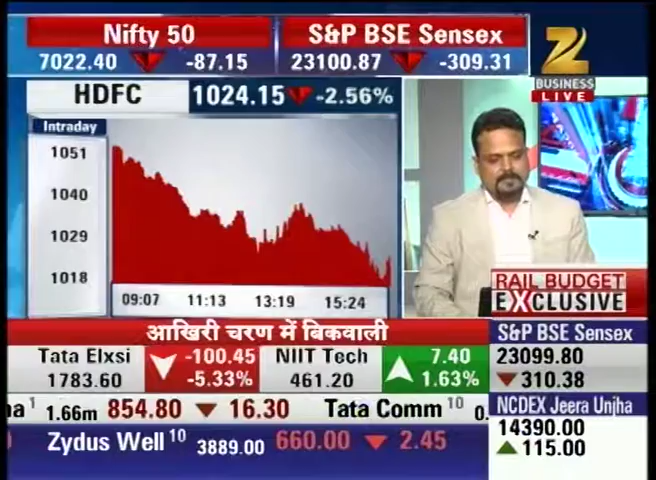 Nifty 50
7022.40 -87.15
S&P BSE Sensex
23100.87 -309.31
Z
BUSINESS
LIVE
HDFC 1024.15 -2.56%
Intraday
1051
1040
1029
1018
09:07 11:13 13:19 15:24
RAIL BUDGET
EXCLUSIVE
आखिरी चरण में बिकवाली
Tata Elxsi -100.45
1783.60 -5.33%
NIIT Tech 7.40
461.20 1.63%
S&P BSE Sensex
23099.80
310.38
1.66m 854.80 16.30 Tata Comm 10
NCDEX Jeera Unjha
14390.00
115.00
Zydus Well 10 3889.00 660.00 2.45